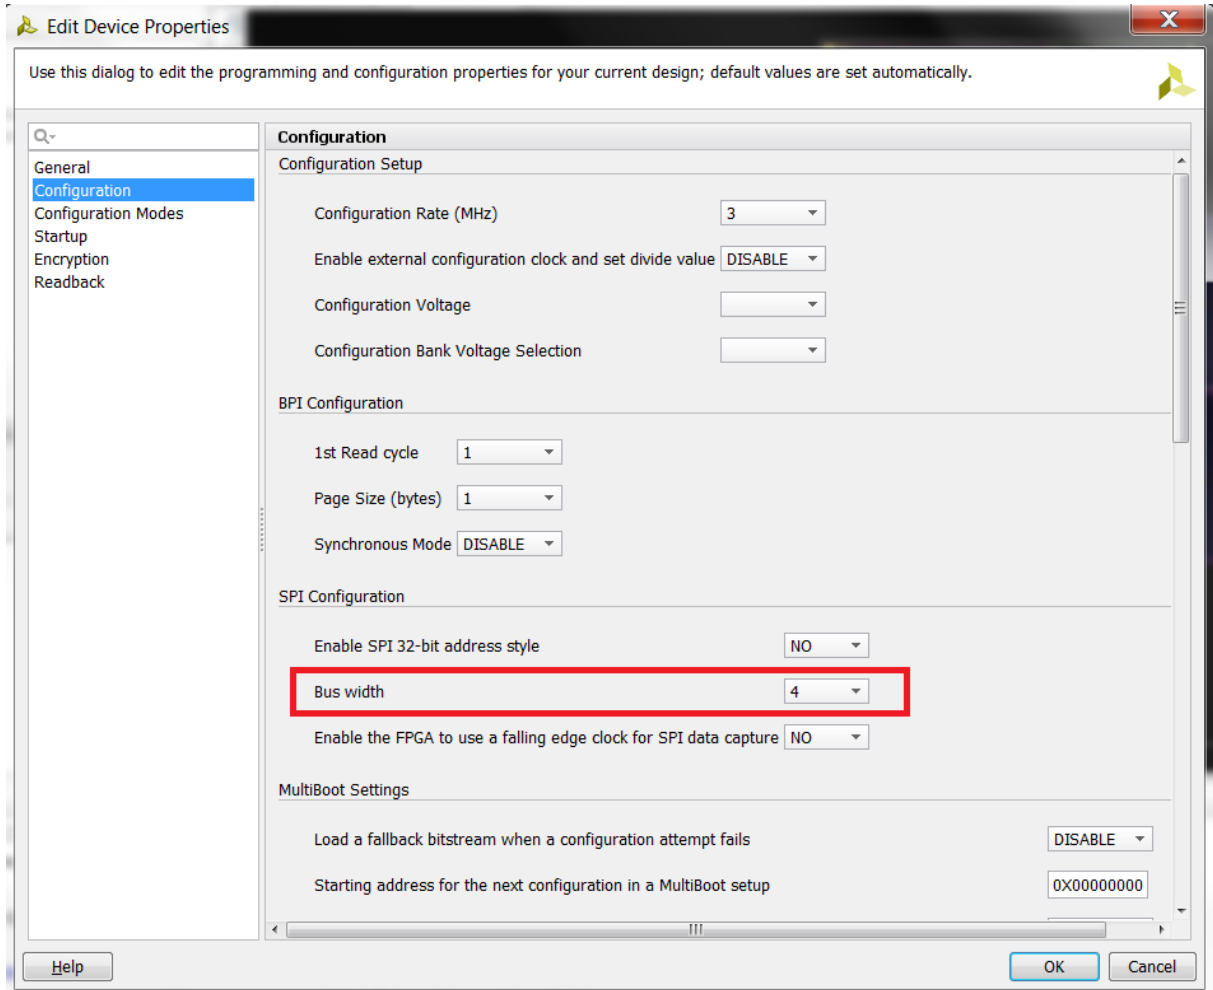 Edit Device Properties
X
Use this dialog to edit the programming and configuration properties for your current design; default values are set automatically.
General
Configuration
Configuration Modes
Startup
Encryption
Readback
Configuration
Configuration Setup
Configuration Rate (MHz) 3
Enable external configuration clock and set divide value DISABLE
Configuration Voltage
Configuration Bank Voltage Selection
BPI Configuration
1st Read cycle 1
Page Size (bytes) 1
Synchronous Mode DISABLE
SPI Configuration
Enable SPI 32-bit address style NO
Bus width 4
Enable the FPGA to use a falling edge clock for SPI data capture NO
MultiBoot Settings
Load a fallback bitstream when a configuration attempt fails DISABLE
Starting address for the next configuration in a MultiBoot setup 0X00000000
Help
OK
Cancel